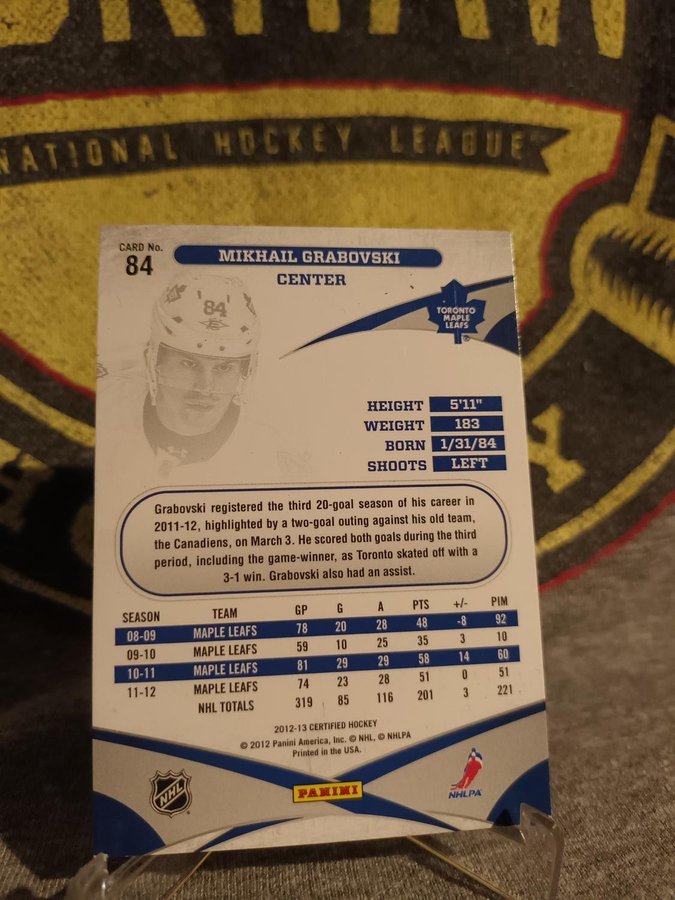 NATIONAL HOCKEY LEAGUE
CARD No.
84
MIKHAIL GRABOVSKI
CENTER
84
TORONTO
MAPLE
LEAFS
HEIGHT 5'11"
WEIGHT 183
BORN 1/31/84
SHOOTS LEFT
Grabovski registered the third 20-goal season of his career in
2011-12, highlighted by a two-goal outing against his old team,
the Canadiens, on March 3. He scored both goals during the third
period, including the game-winner, as Toronto skated off with a
3-1 win. Grabovski also had an assist.
SEASON TEAM GP G A PTS +/- PIM
08-09 MAPLE LEAFS 78 20 28 48 -8 92
09-10 MAPLE LEAFS 59 10 25 35 3 10
10-11 MAPLE LEAFS 81 29 29 58 14 60
11-12 MAPLE LEAFS 74 23 28 51 0 51
NHL TOTALS 319 85 116 201 3 221
2012-13 CERTIFIED HOCKEY
© 2012 Panini America, Inc. © NHL, © NHLPA
Printed in the USA.
NHL
PANINI
NHLPA